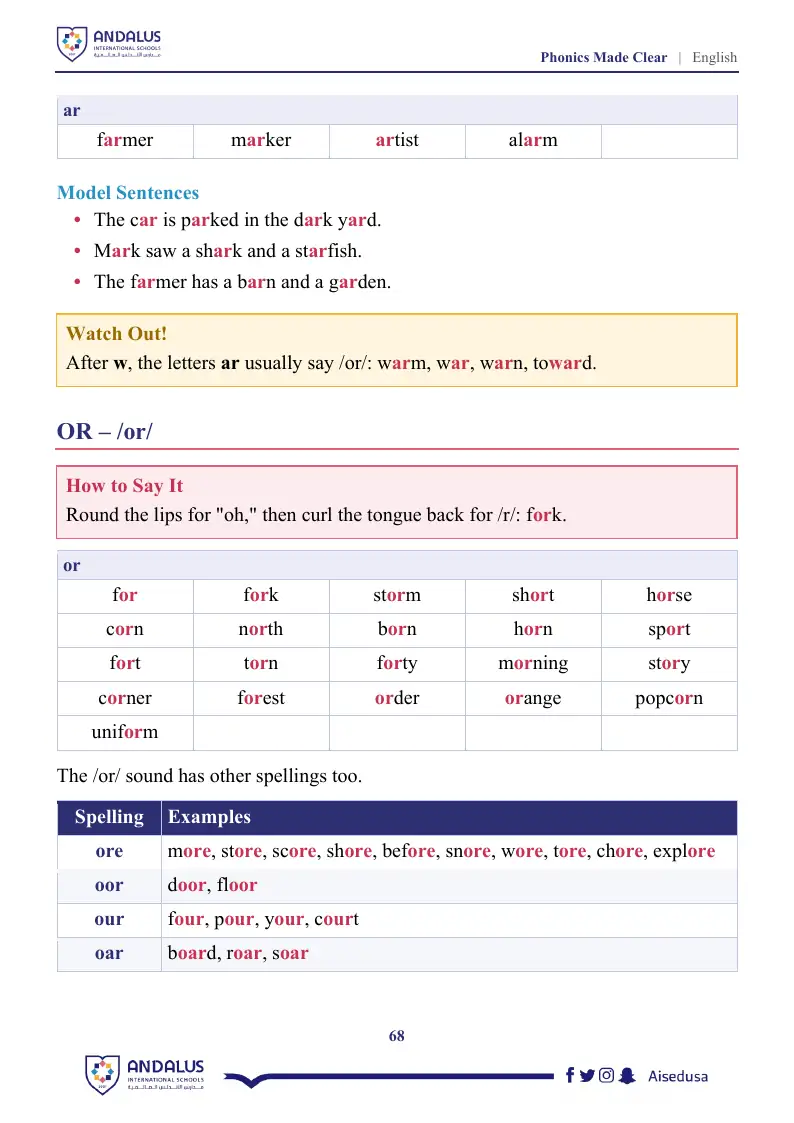 ANDALUS
INTERNATIONAL SCHOOLS
مدارس الأندلس العالمية
Phonics Made Clear | English
ar
farmer marker artist alarm
Model Sentences
• The car is parked in the dark yard.
• Mark saw a shark and a starfish.
• The farmer has a barn and a garden.
Watch Out!
After w, the letters ar usually say /or/: warm, war, warn, toward.
OR – /or/
How to Say It
Round the lips for "oh," then curl the tongue back for /r/: fork.
or
for fork storm short horse
corn north born horn sport
fort torn forty morning story
corner forest order orange popcorn
uniform
The /or/ sound has other spellings too.
Spelling Examples
ore more, store, score, shore, before, snore, wore, tore, chore, explore
oor door, floor
our four, pour, your, court
oar board, roar, soar
68
ANDALUS
INTERNATIONAL SCHOOLS
مدارس الأندلس العالمية
Aisedusa